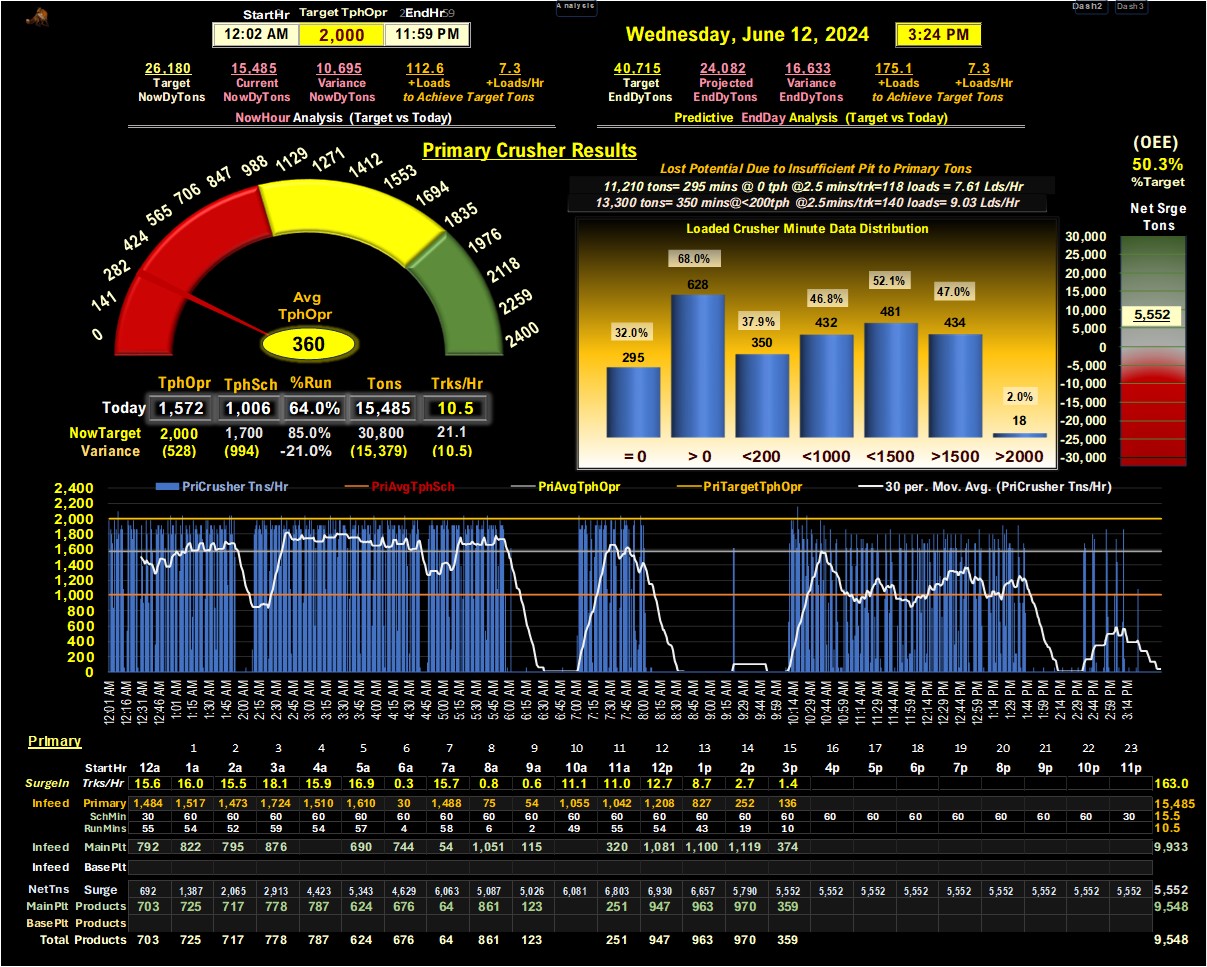 Analysis
Dash2 Dash3
StartHr Target TphOpr EndHr
12:02 AM 2,000 11:59 PM
Wednesday, June 12, 2024 3:24 PM
26,180 15,485 10,695 112.6 7.3
Target Current Variance +Loads +Loads/Hr
NowDyTons NowDyTons NowDyTons to Achieve Target Tons
NowHour Analysis (Target vs Today)
40,715 24,082 16,633 175.1 7.3
Target Projected Variance +Loads +Loads/Hr
EndDyTons EndDyTons EndDyTons to Achieve Target Tons
Predictive EndDay Analysis (Target vs Today)
Primary Crusher Results
0 141 282 424 565 706 847 988 1129 1271 1412 1553 1694 1835 1976 2118 2259 2400
Avg
TphOpr
360
TphOpr TphSch %Run Tons Trks/Hr
Today 1,572 1,006 64.0% 15,485 10.5
NowTarget 2,000 1,700 85.0% 30,800 21.1
Variance (528) (994) -21.0% (15,379) (10.5)
Lost Potential Due to Insufficient Pit to Primary Tons
11,210 tons= 295 mins @ 0 tph @2.5 mins/trk=118 loads = 7.61 Lds/Hr
13,300 tons= 350 mins@<200tph @2.5mins/trk=140 loads= 9.03 Lds/Hr
Loaded Crusher Minute Data Distribution
32.0% 68.0% 37.9% 46.8% 52.1% 47.0% 2.0%
295 628 350 432 481 434 18
= 0 > 0 <200 <1000 <1500 >1500 >2000
(OEE)
50.3%
%Target
Net Srge
Tons
30,000
25,000
20,000
15,000
10,000
5,552
5,000
0
-5,000
-10,000
-15,000
-20,000
-25,000
-30,000
PriCrusher Tns/Hr PriAvgTphSch PriAvgTphOpr PriTargetTphOpr 30 per. Mov. Avg. (PriCrusher Tns/Hr)
2,400
2,200
2,000
1,800
1,600
1,400
1,200
1,000
800
600
400
200
0
12:01 AM 12:16 AM 12:31 AM 12:46 AM 1:01 AM 1:15 AM 1:30 AM 1:45 AM 2:00 AM 2:15 AM 2:30 AM 2:45 AM 3:00 AM 3:15 AM 3:30 AM 3:45 AM 4:00 AM 4:15 AM 4:30 AM 4:45 AM 5:00 AM 5:15 AM 5:30 AM 5:45 AM 6:00 AM 6:15 AM 6:30 AM 6:45 AM 7:00 AM 7:15 AM 7:30 AM 7:45 AM 8:00 AM 8:15 AM 8:30 AM 8:45 AM 9:00 AM 9:15 AM 9:29 AM 9:44 AM 9:59 AM 10:14 AM 10:29 AM 10:44 AM 10:59 AM 11:14 AM 11:29 AM 11:44 AM 11:59 AM 12:14 PM 12:29 PM 12:44 PM 12:59 PM 1:14 PM 1:29 PM 1:44 PM 1:59 PM 2:14 PM 2:29 PM 2:44 PM 2:59 PM 3:14 PM
Primary
1 2 3 4 5 6 7 8 9 10 11 12 13 14 15 16 17 18 19 20 21 22 23
StartHr 12a 1a 2a 3a 4a 5a 6a 7a 8a 9a 10a 11a 12p 1p 2p 3p 4p 5p 6p 7p 8p 9p 10p 11p
SurgeIn Trks/Hr 15.6 16.0 15.5 18.1 15.9 16.9 0.3 15.7 0.8 0.6 11.1 11.0 12.7 8.7 2.7 1.4 163.0
Infeed Primary 1,484 1,517 1,473 1,724 1,510 1,610 30 1,488 75 54 1,055 1,042 1,208 827 252 136 15,485
SchMin 30 60 60 60 60 60 60 60 60 60 60 60 60 60 60 60 60 60 60 60 60 60 60 30 15.5
RunMins 55 54 52 59 54 57 4 58 6 2 49 55 54 43 19 10 10.5
Infeed MainPlt 792 822 795 876 690 744 54 1,051 115 320 1,081 1,100 1,119 374 9,933
Infeed BasePlt
NetTns Surge 692 1,387 2,065 2,913 4,423 5,343 4,629 6,063 5,087 5,026 6,081 6,803 6,930 6,657 5,790 5,552 5,552 5,552 5,552 5,552 5,552 5,552 5,552 5,552 5,552
MainPlt Products 703 725 717 778 787 624 676 64 861 123 251 947 963 970 359 9,548
BasePlt Products
Total Products 703 725 717 778 787 624 676 64 861 123 251 947 963 970 359 9,548